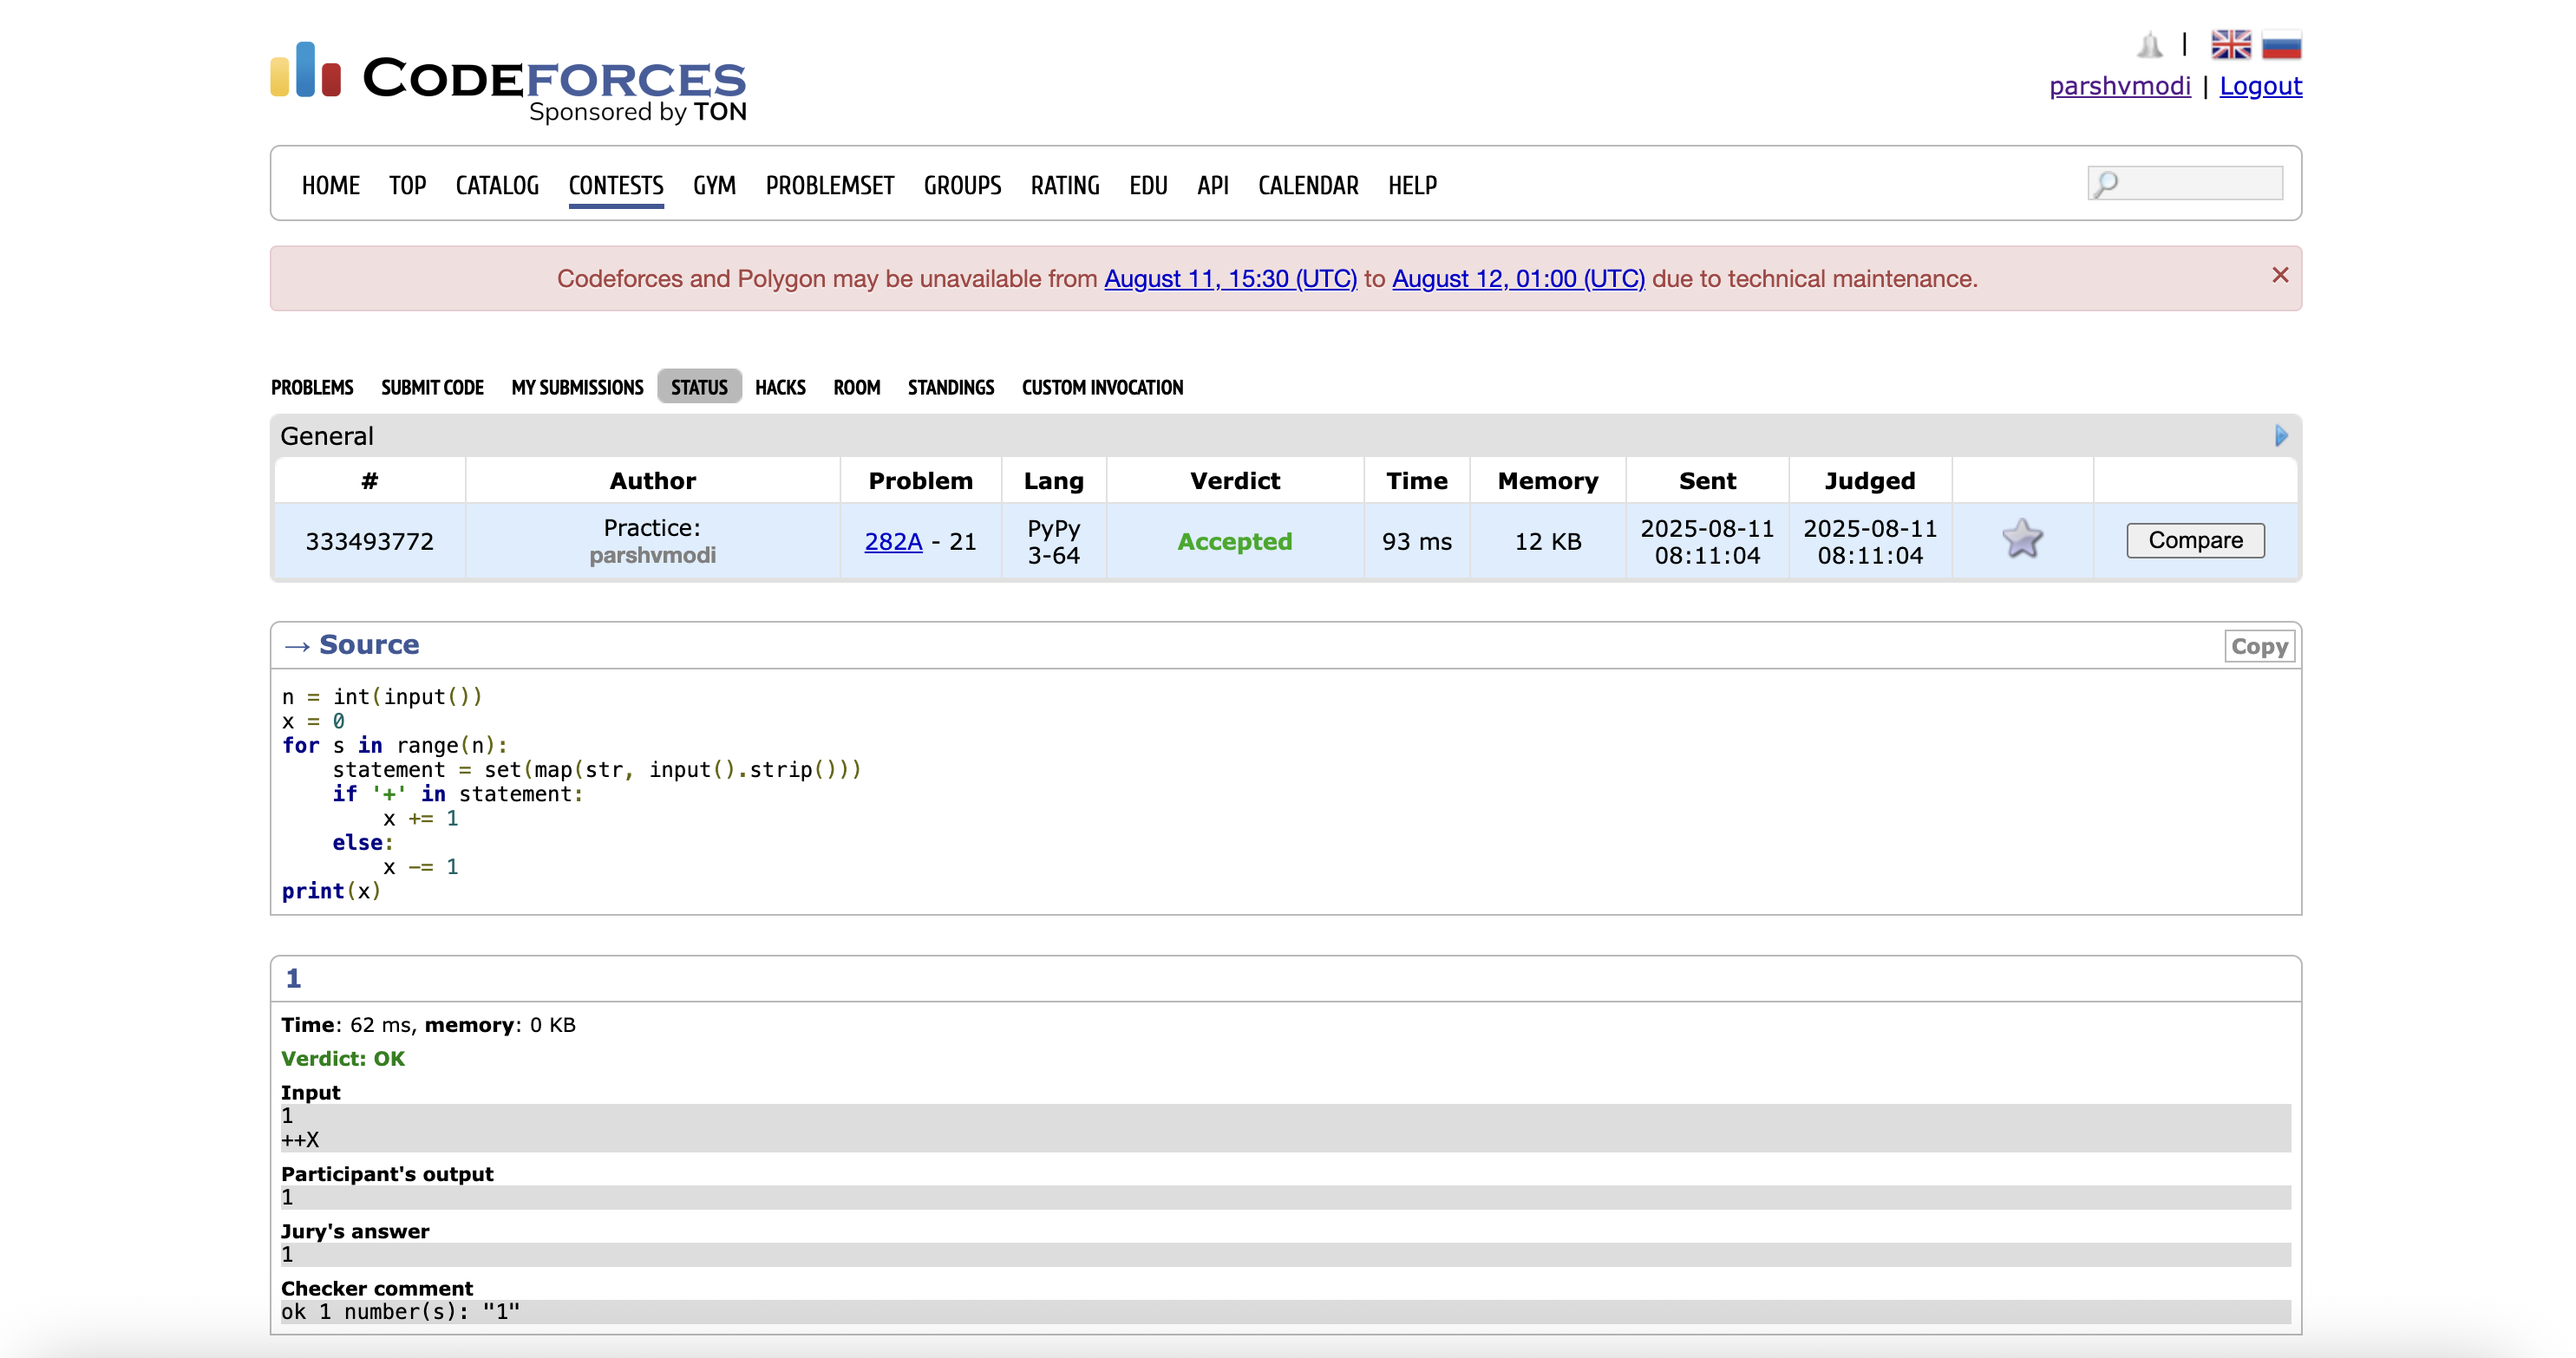 CODEFORCES
Sponsored by TON
|
parshvmodi | Logout
HOME TOP CATALOG CONTESTS GYM PROBLEMSET GROUPS RATING EDU API CALENDAR HELP
Codeforces and Polygon may be unavailable from August 11, 15:30 (UTC) to August 12, 01:00 (UTC) due to technical maintenance. ×
PROBLEMS SUBMIT CODE MY SUBMISSIONS STATUS HACKS ROOM STANDINGS CUSTOM INVOCATION
General
# Author Problem Lang Verdict Time Memory Sent Judged
333493772 Practice: parshvmodi 282A - 21 PyPy 3-64 Accepted 93 ms 12 KB 2025-08-11 08:11:04 2025-08-11 08:11:04 Compare
→ Source Copy
n = int(input())
x = 0
for s in range(n):
    statement = set(map(str, input().strip()))
    if '+' in statement:
        x += 1
    else:
        x -= 1
print(x)
1
Time: 62 ms, memory: 0 KB
Verdict: OK
Input
1
++X
Participant's output
1
Jury's answer
1
Checker comment
ok 1 number(s): "1"